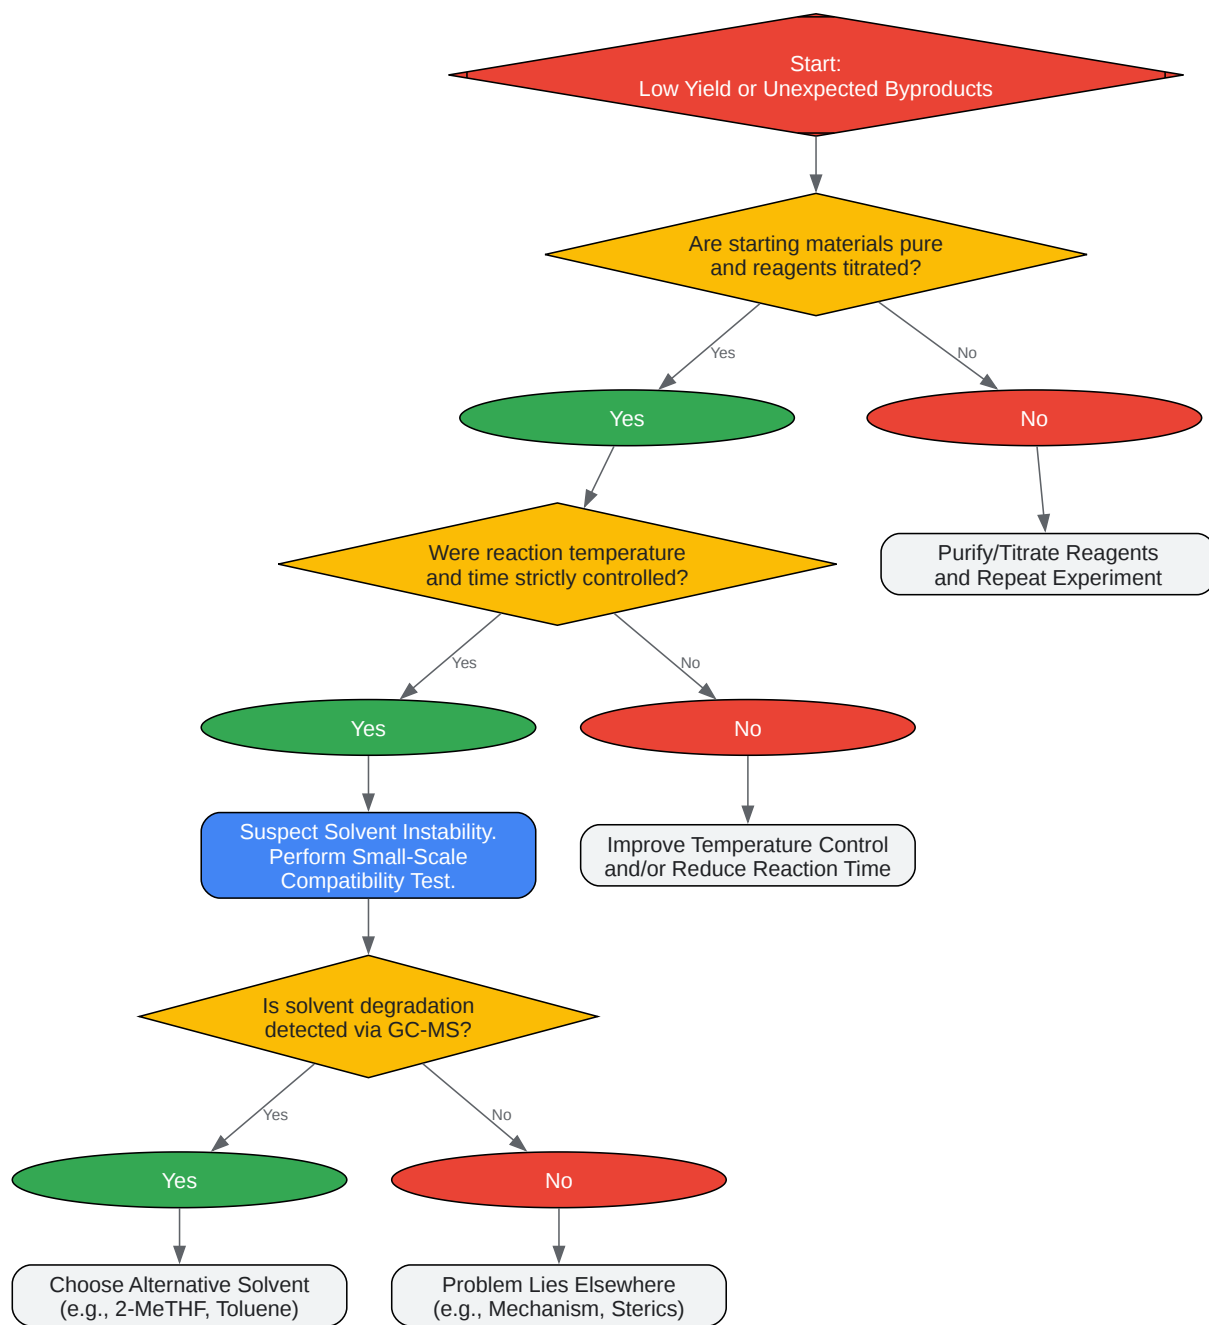 Start:
Low Yield or Unexpected Byproducts
Are starting materials pure
and reagents titrated?
Yes
No
Yes
No
Were reaction temperature
and time strictly controlled?
Purify/Titrate Reagents
and Repeat Experiment
Yes
No
Yes
No
Suspect Solvent Instability.
Perform Small-Scale
Compatibility Test.
Improve Temperature Control
and/or Reduce Reaction Time
Is solvent degradation
detected via GC-MS?
Yes
No
Yes
No
Choose Alternative Solvent
(e.g., 2-MeTHF, Toluene)
Problem Lies Elsewhere
(e.g., Mechanism, Sterics)